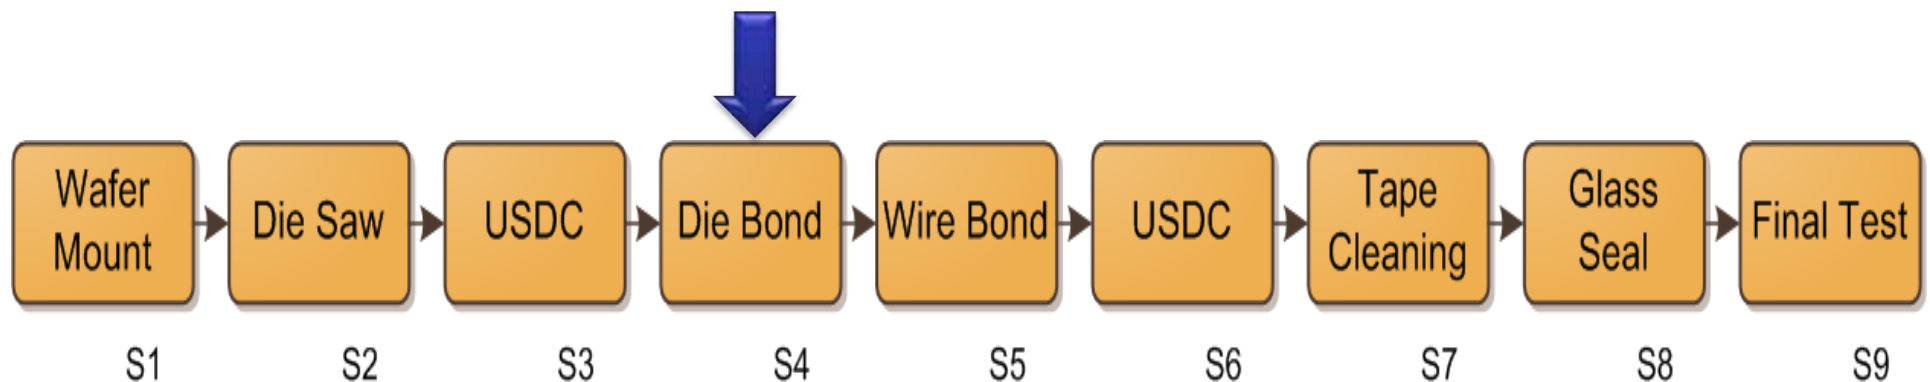 Wafer
Mount
Die Saw
USDC
Die Bond
Wire Bond
USDC
Tape
Cleaning
Glass
Seal
Final Test
S1
S2
S3
S4
S5
S6
S7
S8
S9